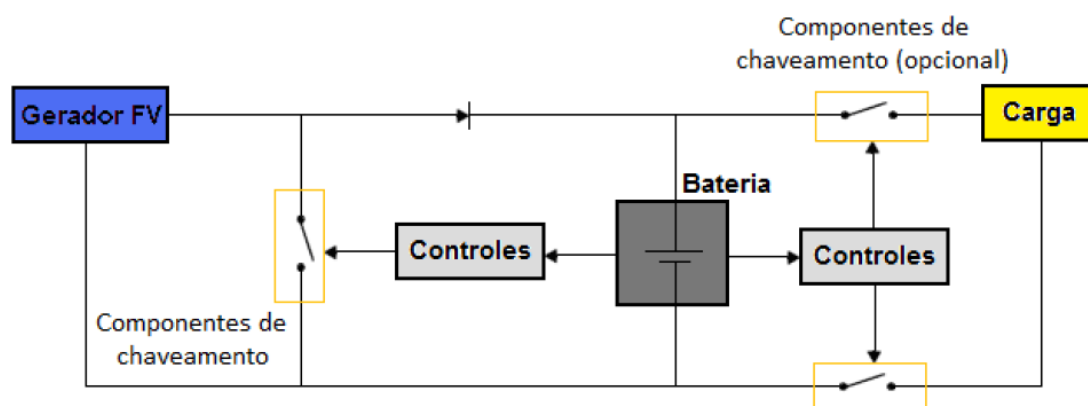 Componentes de
chaveamento (opcional)
Gerador FV
Carga
Bateria
Controles
Controles
Componentes de
chaveamento